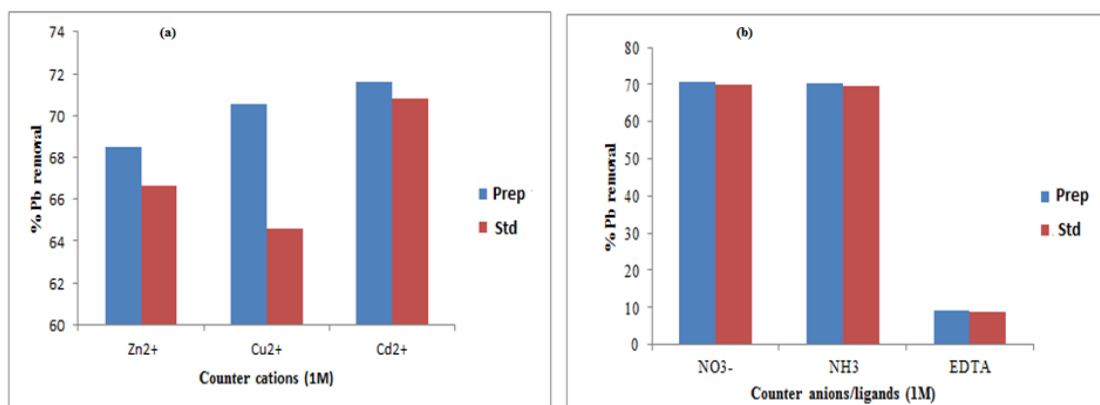 (a)
74
72
70
68
66
64
62
60
% Pb removal
Zn2+ Cu2+ Cd2+
Counter cations (1M)
Prep
Std
(b)
80
70
60
50
40
30
20
10
0
% Pb removal
NO3- NH3 EDTA
Counter anions/ligands (1M)
Prep
Std